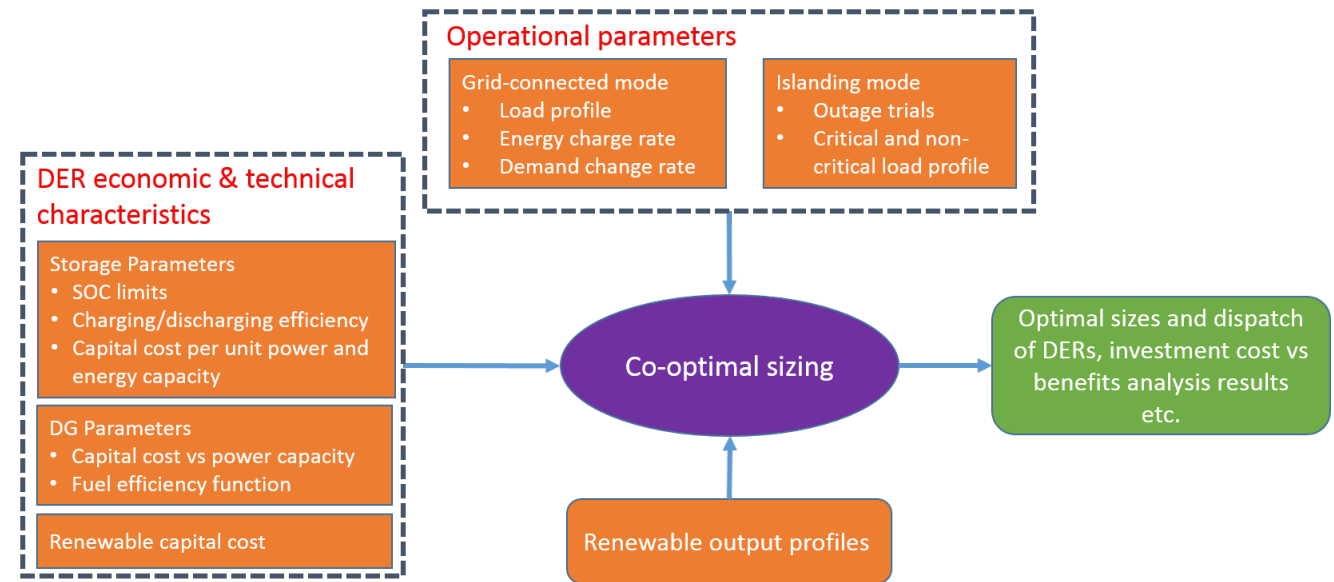 Operational parameters
Grid-connected mode
• Load profile
• Energy charge rate
• Demand change rate
Islanding mode
• Outage trials
• Critical and non-
critical load profile
DER economic & technical
characteristics
Storage Parameters
• SOC limits
• Charging/discharging efficiency
• Capital cost per unit power and
energy capacity
DG Parameters
• Capital cost vs power capacity
• Fuel efficiency function
Renewable capital cost
Co-optimal sizing
Renewable output profiles
Optimal sizes and dispatch
of DERs, investment cost vs
benefits analysis results
etc.